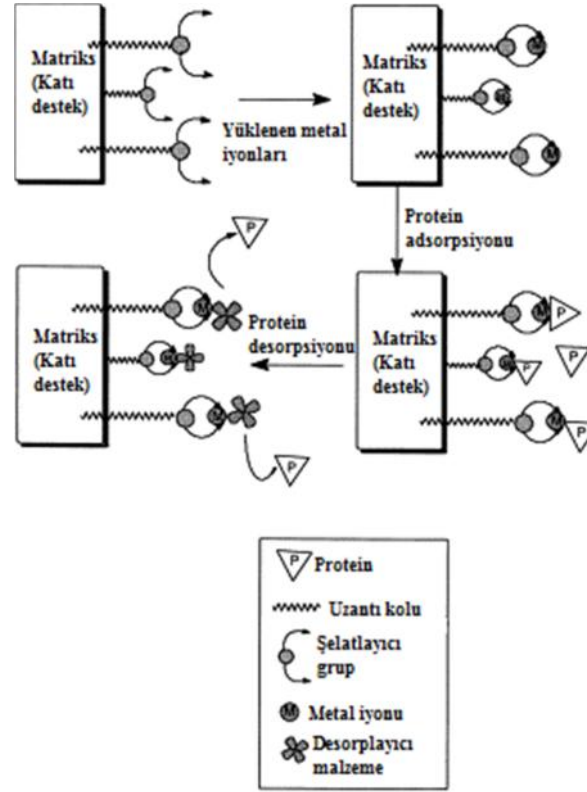 Matriks
(Katı
destek)
Yüklenen metal
iyonları
Matriks
(Katı
destek)
M
M
M
Protein
adsorpsiyonu
Matriks
(Katı
destek)
M
P
M
P
P
M
P
Protein
desorpsiyonu
P
Matriks
(Katı
destek)
M
M
M
P
P
Protein
Uzantı kolu
Şelatlayıcı
grup
M
Metal iyonu
Desorplayıcı
malzeme